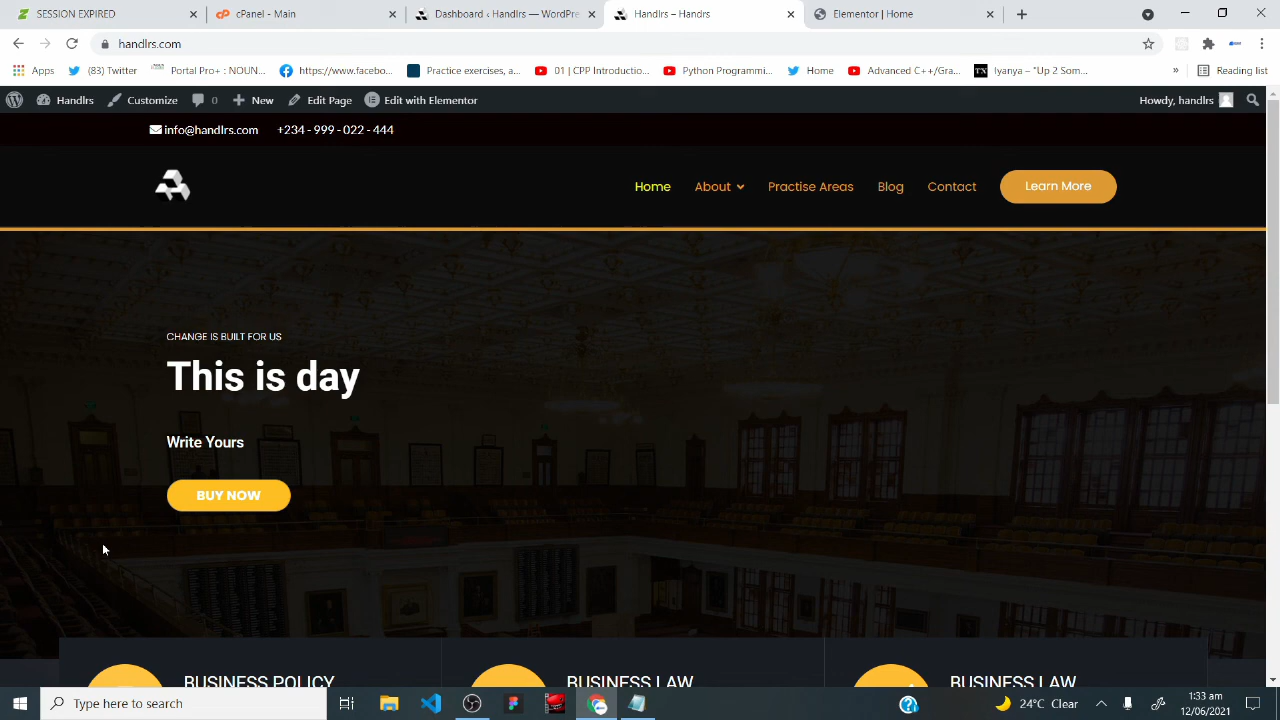 SESSION EXPIRED
cPanel - Main
Dashboard ‹ Handlrs — WordPre
Handlrs – Handrs
Elementor | Home
handlrs.com
Apps
03) Twitter
Portal Pro+ : NOUN...
https://www.facebo...
Practice exercises, a...
01 | CPP Introductio...
Python Programmi...
Home
Advanced C++/Gra...
Iyanya – "Up 2 Som...
»
Reading list
Handlrs
Customize
0
New
Edit Page
Edit with Elementor
Howdy, handlrs
info@handlrs.com
+234 - 999 - 022 - 444
Home
About
Practise Areas
Blog
Contact
Learn More
CHANGE IS BUILT FOR US
This is day
Write Yours
BUY NOW
BUSINESS POLICY
BUSINESS LAW
BUSINESS LAW
Type here to search
24°C Clear
1:33 am
12/06/2021